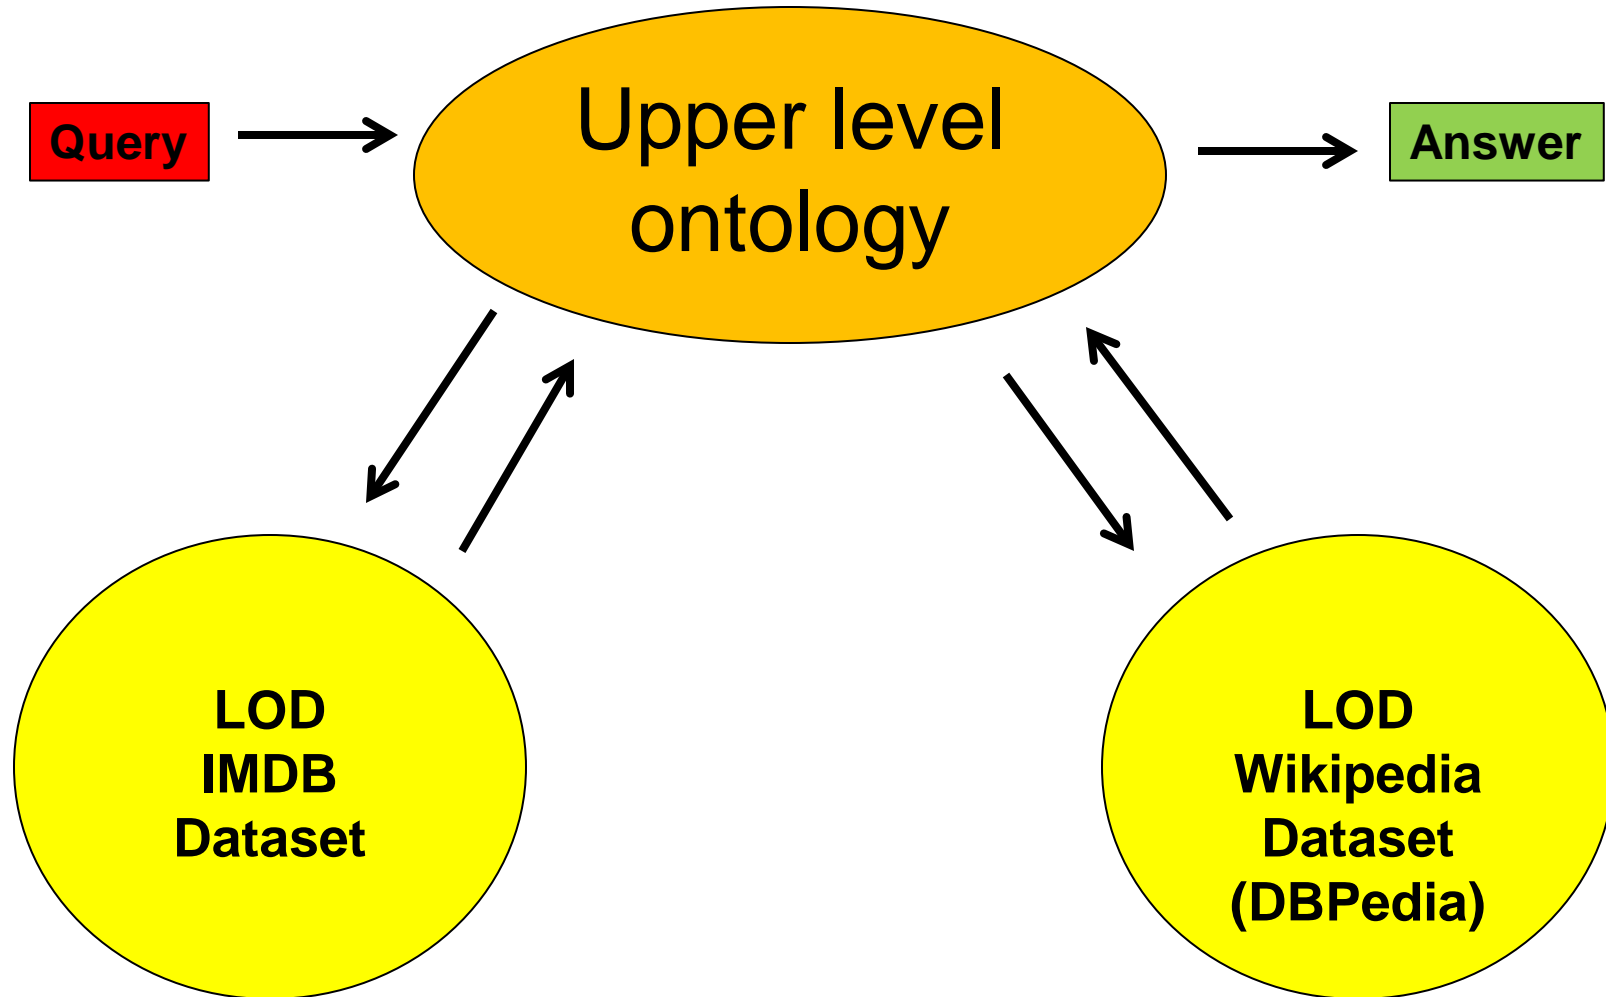 Query
Upper level
ontology
Answer
LOD
IMDB
Dataset
LOD
Wikipedia
Dataset
(DBPedia)